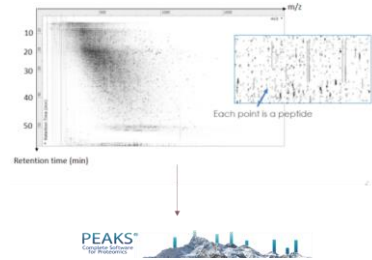 m/z
10
20
30
40
50
Each point is a peptide
Retention time (min)
PEAKS®
Complete Software
for Proteomics